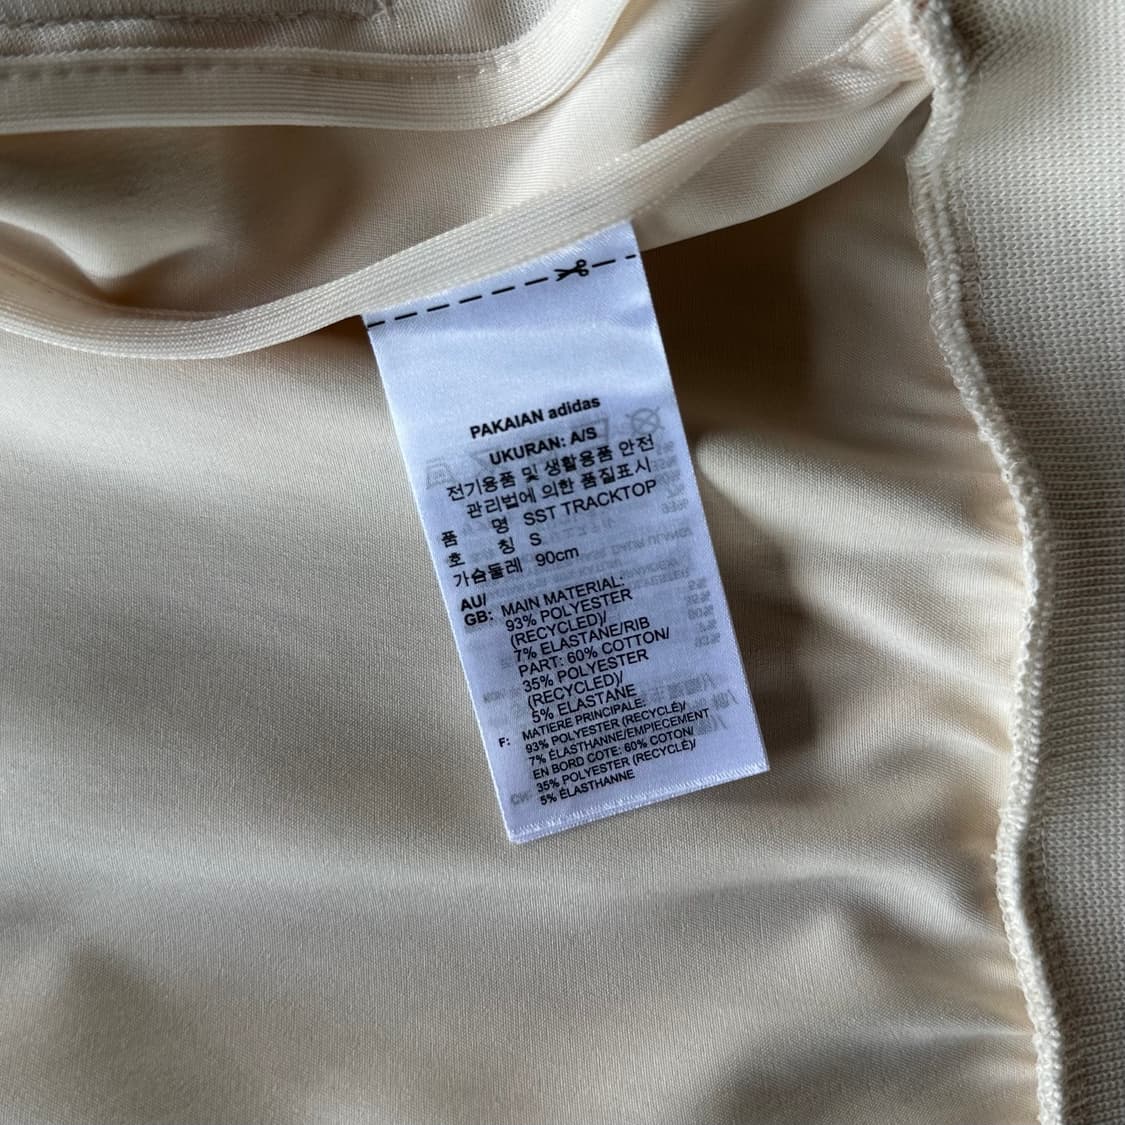 PAKAIAN adidas
UKURAN: A/S
전기용품 및 생활용품 안전
관리법에 의한 품질표시
품 명 SST TRACKTOP
호 칭 S
가슴둘레 90cm
AU/
GB: MAIN MATERIAL:
93% POLYESTER
(RECYCLED)/
7% ELASTANE/RIB
PART: 60% COTTON/
35% POLYESTER
(RECYCLED)/
5% ELASTANE
F: MATIERE PRINCIPALE:
93% POLYESTER (RECYCLÉ)/
7% ÉLASTHANNE/EMPIECEMENT
EN BORD COTE: 60% COTON/
35% POLYESTER (RECYCLÉ)/
5% ÉLASTHANNE